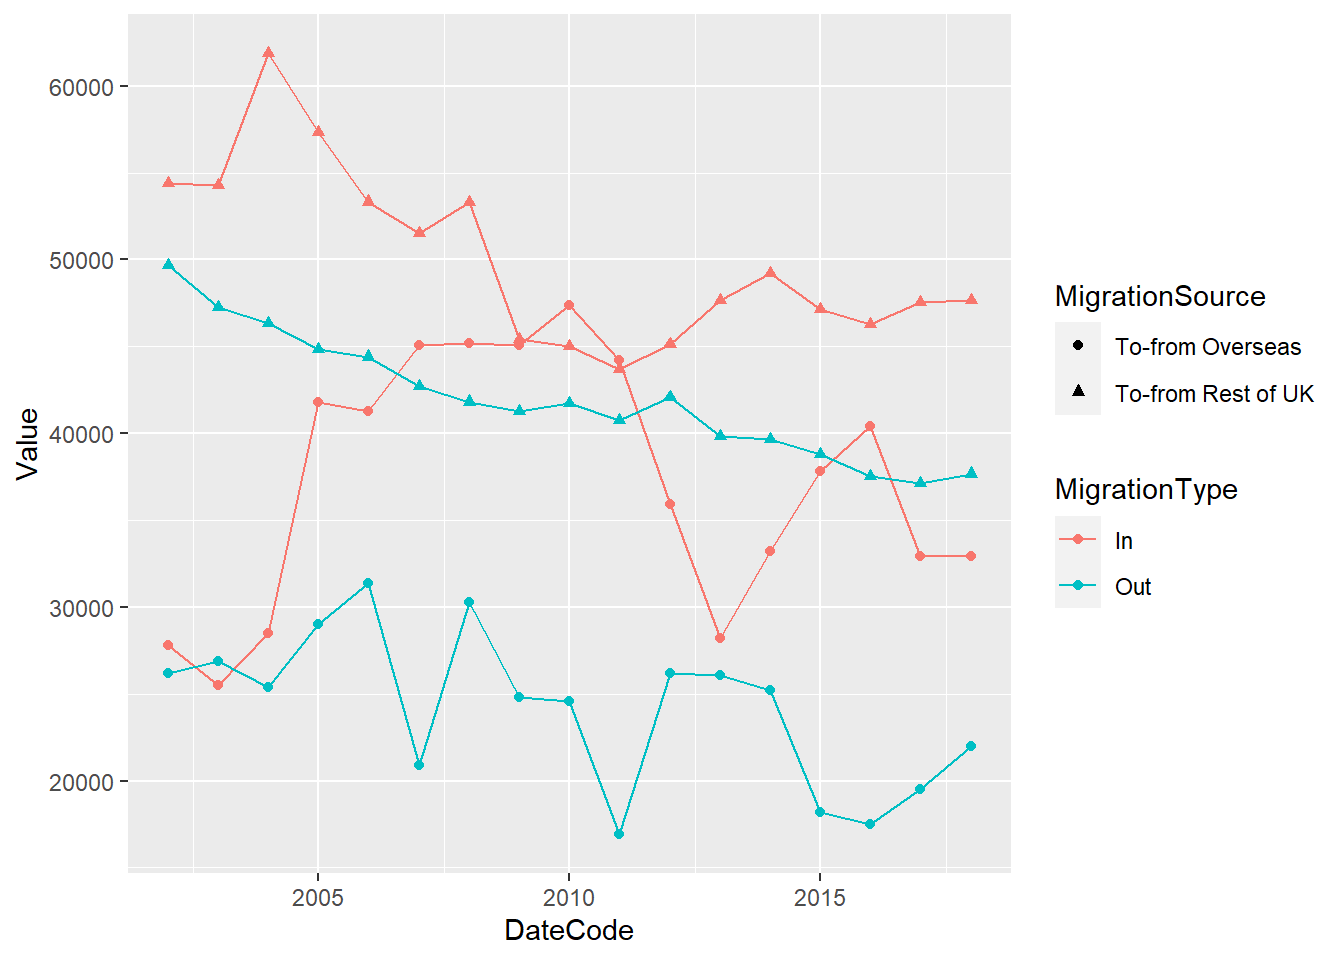 60000
50000
40000
30000
20000
Value
2005
2010
2015
DateCode
MigrationSource
To-from Overseas
To-from Rest of UK
MigrationType
In
Out